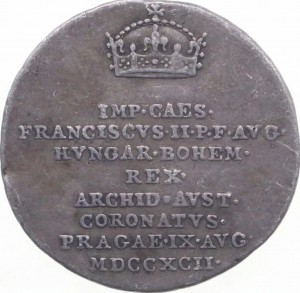 IMP·CAES·
FRANCISCVS·II·P·F·AVG·
HVNGAR·BOHEM·
REX·
ARCHID·AVST·
CORONATVS·
PRAGAE·IX·AVG·
MDCCXCII·